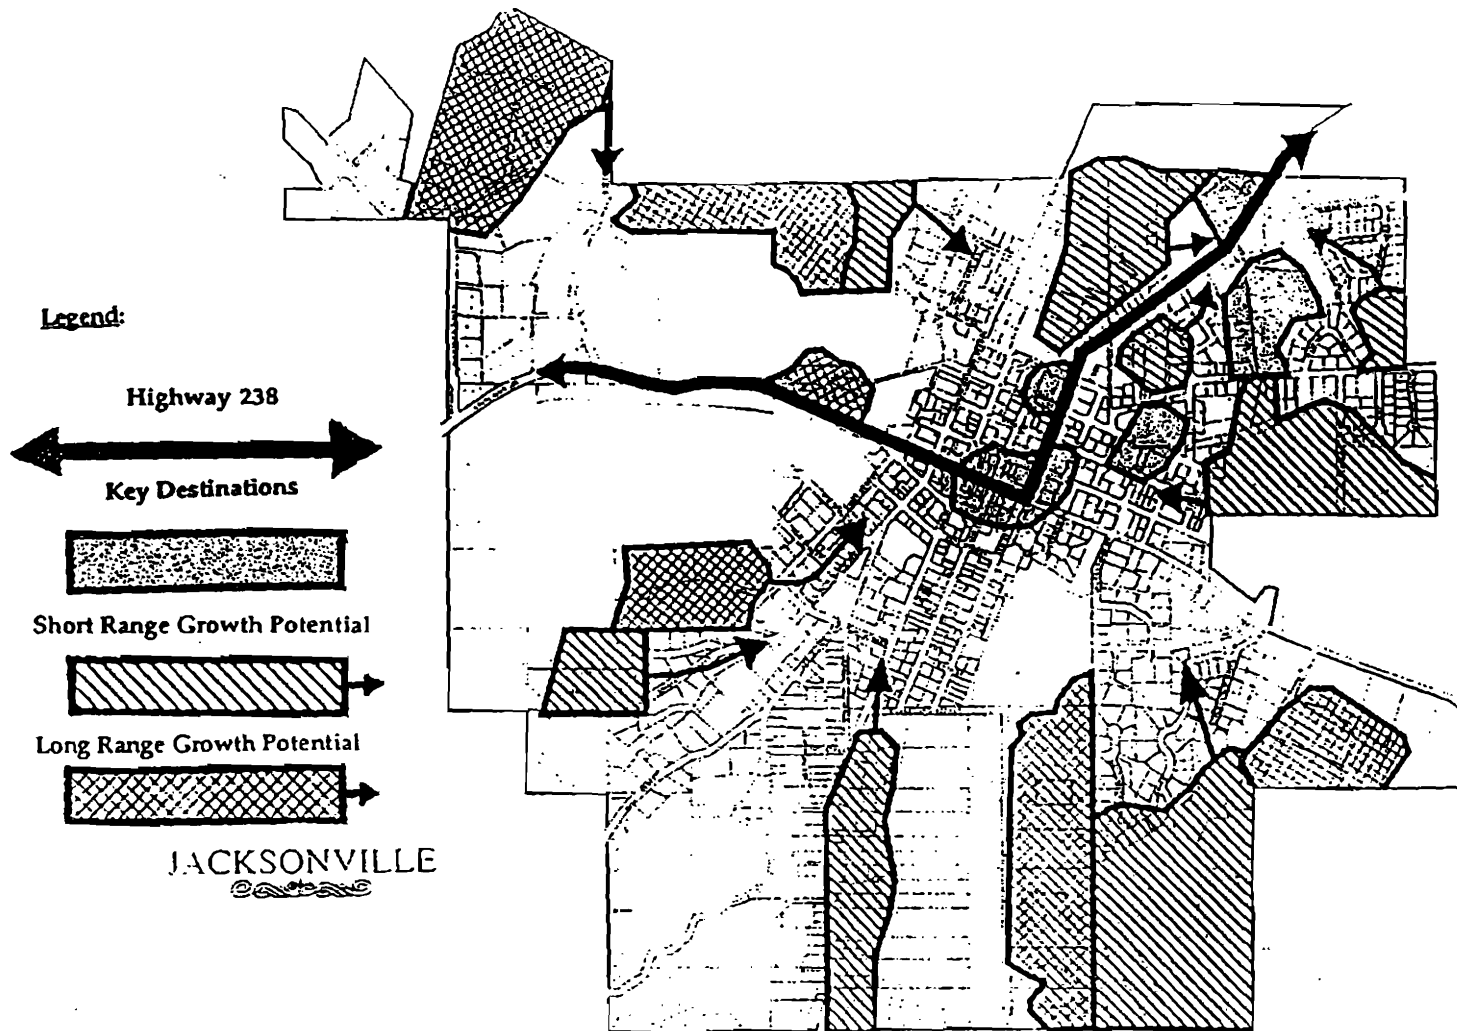 Legend:
Highway 238
Key Destinations
Short Range Growth Potential
Long Range Growth Potential
JACKSONVILLE